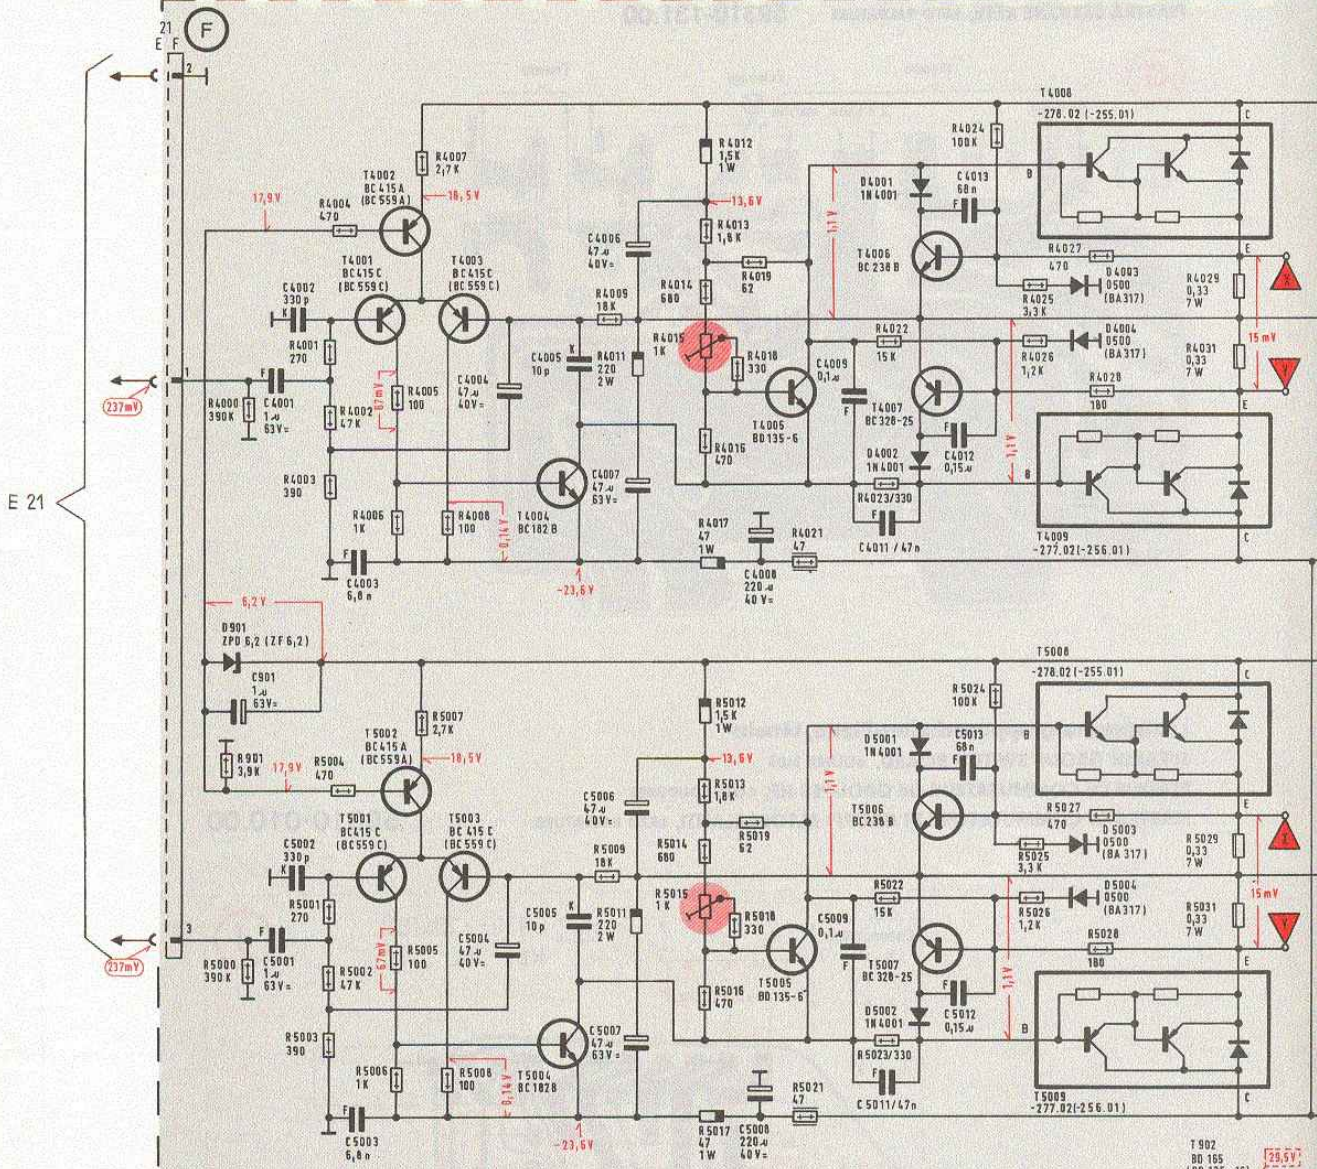 21
E F
F
2
1
3
E 21
237mV
237mV
T4008
-278.02 (-255.01)
C
B
E
R4024
100K
R4012
1,5K
1W
R4007
2,7K
T4002
BC415A
(BC559A)
17,9V
18,5V
R4004
470
13,6V
D4001
1N4001
C4013
68n
F
R4013
1,8K
1,1V
C4006
47µ
40V=
T4006
BC238B
R4027
470
D4003
0500
(BA317)
R4029
0,33
7W
X
T4001
BC415C
(BC559C)
T4003
BC415C
(BC559C)
R4019
62
R4014
680
R4025
3,3K
C4002
330p
K
R4009
18K
R4001
270
R4015
1K
R4022
15K
D4004
0500
(BA317)
R4026
1,2K
R4031
0,33
7W
15mV
C4005
10p
K
R4011
220
2W
R4018
330
C4009
0,1µ
F
R4028
180
Y
R4000
390K
C4001
1µ
63V=
F
R4002
47K
67mV
R4005
100
C4004
47µ
40V=
T4005
BD135-6
T4007
BC328-25
E
R4016
470
D4002
1N4001
C4012
0,15µ
F
1,1V
R4003
390
C4007
47µ
63V=
B
R4023/330
R4006
1K
R4008
100
0,14V
T4004
BC182B
R4017
47
1W
R4021
47
F
C4011/47n
T4009
-277.02(-256.01)
C
F
C4003
6,8n
-23,6V
C4008
220µ
40V=
6,2V
D901
ZPD 6,2 (ZF 6,2)
C901
1µ
63V=
R901
3,9K
T5008
-278.02(-255.01)
C
B
E
R5024
100K
R5012
1,5K
1W
R5007
2,7K
T5002
BC415A
(BC559A)
17,9V
18,5V
R5004
470
13,6V
D5001
1N4001
C5013
68n
F
R5013
1,8K
1,1V
C5006
47µ
40V=
T5006
BC238B
R5027
470
D5003
0500
(BA317)
R5029
0,33
7W
X
T5001
BC415C
(BC559C)
T5003
BC415C
(BC559C)
R5019
62
R5014
680
R5025
3,3K
C5002
330p
K
R5009
18K
R5001
270
R5015
1K
R5022
15K
D5004
0500
(BA317)
R5026
1,2K
R5031
0,33
7W
15mV
C5005
10p
K
R5011
220
2W
R5018
330
C5009
0,1µ
F
R5028
180
Y
R5000
390K
C5001
1µ
63V=
F
R5002
47K
67mV
R5005
100
C5004
47µ
40V=
T5005
BD135-6
T5007
BC328-25
E
R5016
470
D5002
1N4001
C5012
0,15µ
F
1,1V
R5003
390
C5007
47µ
63V=
B
R5023/330
R5006
1K
R5008
100
0,14V
T5004
BC182B
R5017
47
1W
R5021
47
F
C5011/47n
T5009
-277.02(-256.01)
C
F
C5003
6,8n
-23,6V
C5008
220µ
40V=
T902
BD 165
29,5V